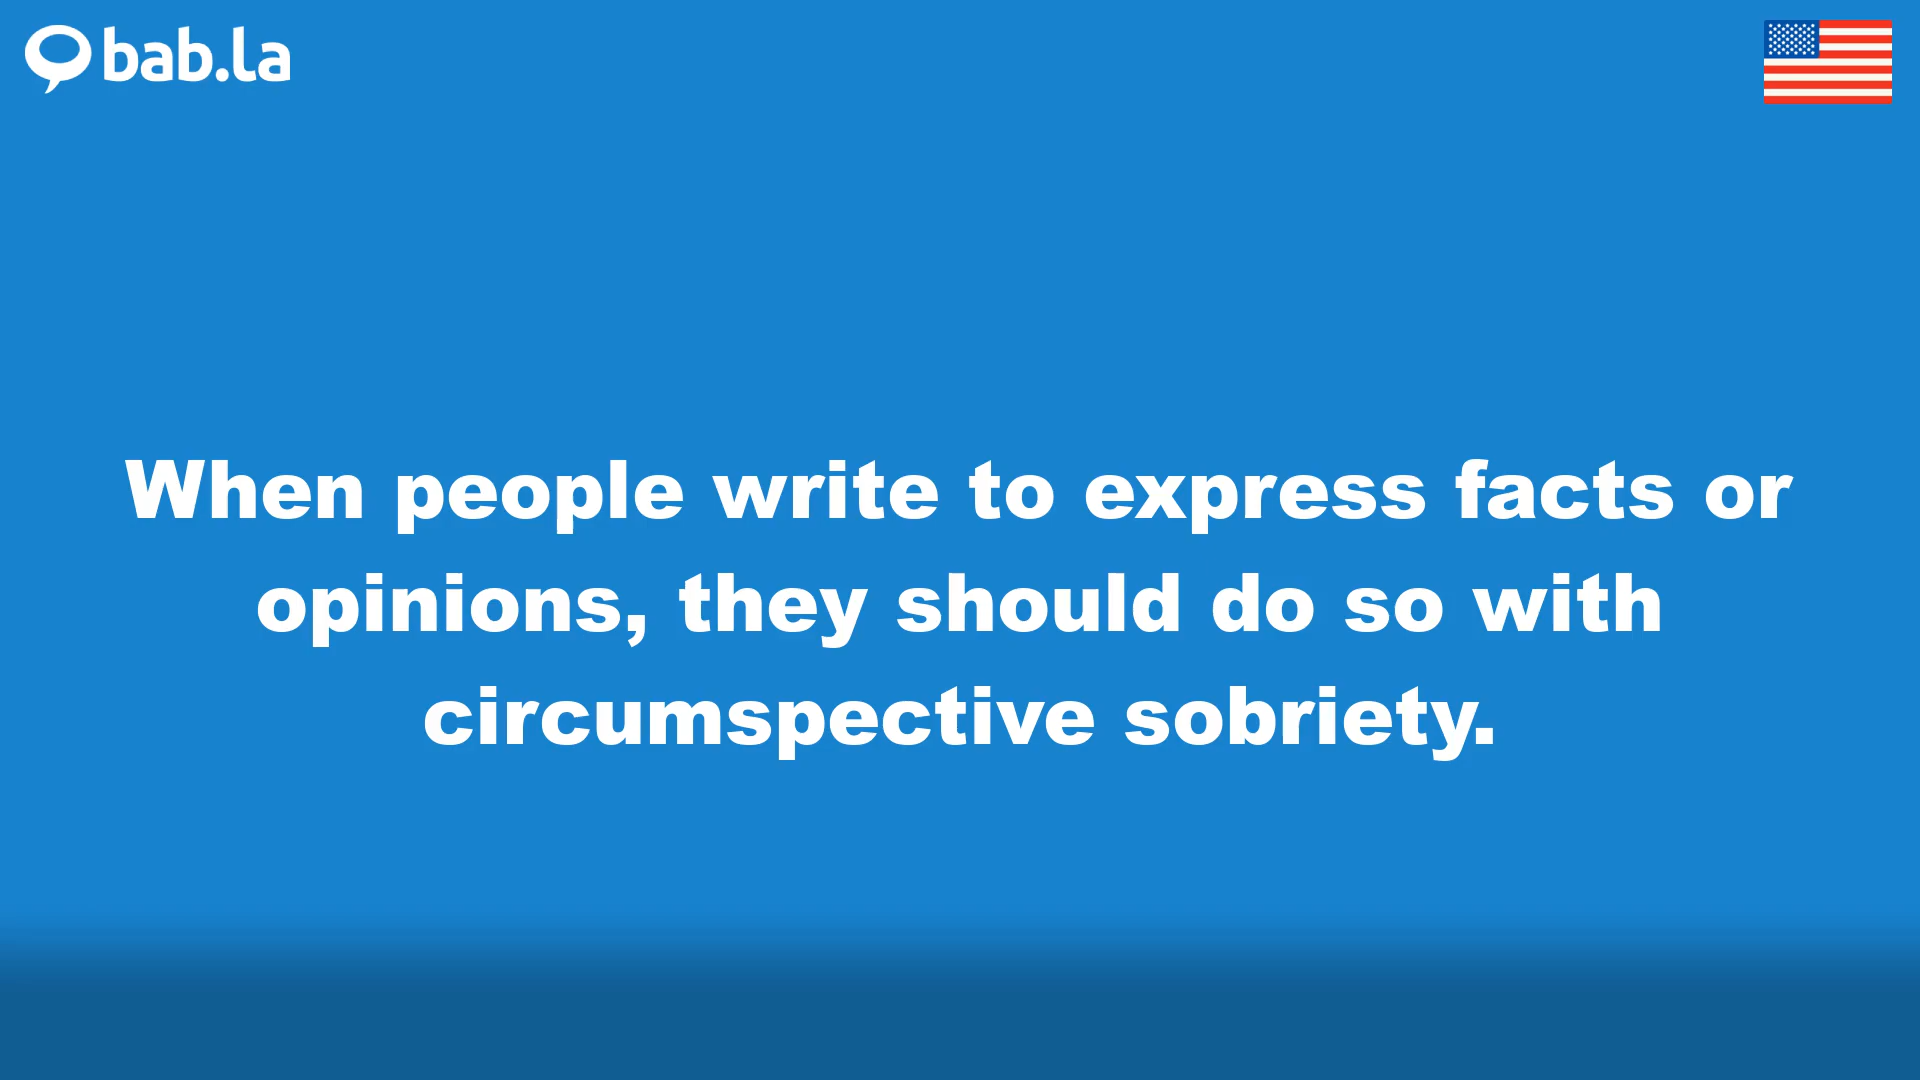 bab.la
When people write to express facts or
opinions, they should do so with
circumspective sobriety.